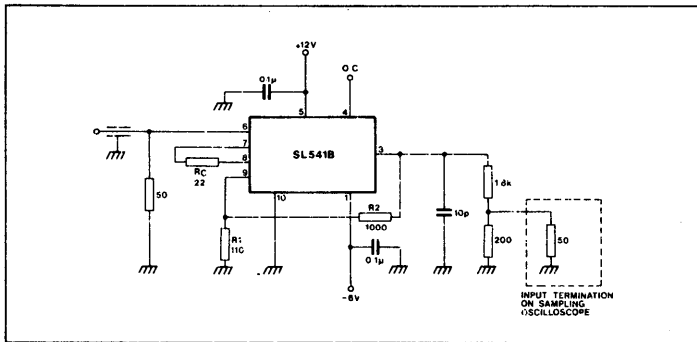 +12V
O C
0.1µ
5
4
6
7
8
9
SL541B
3
10
1
RC
22
50
R1
110
R2
1000
10p
1.8k
200
50
0.1µ
-6V
INPUT TERMINATION
ON SAMPLING
OSCILLOSCOPE